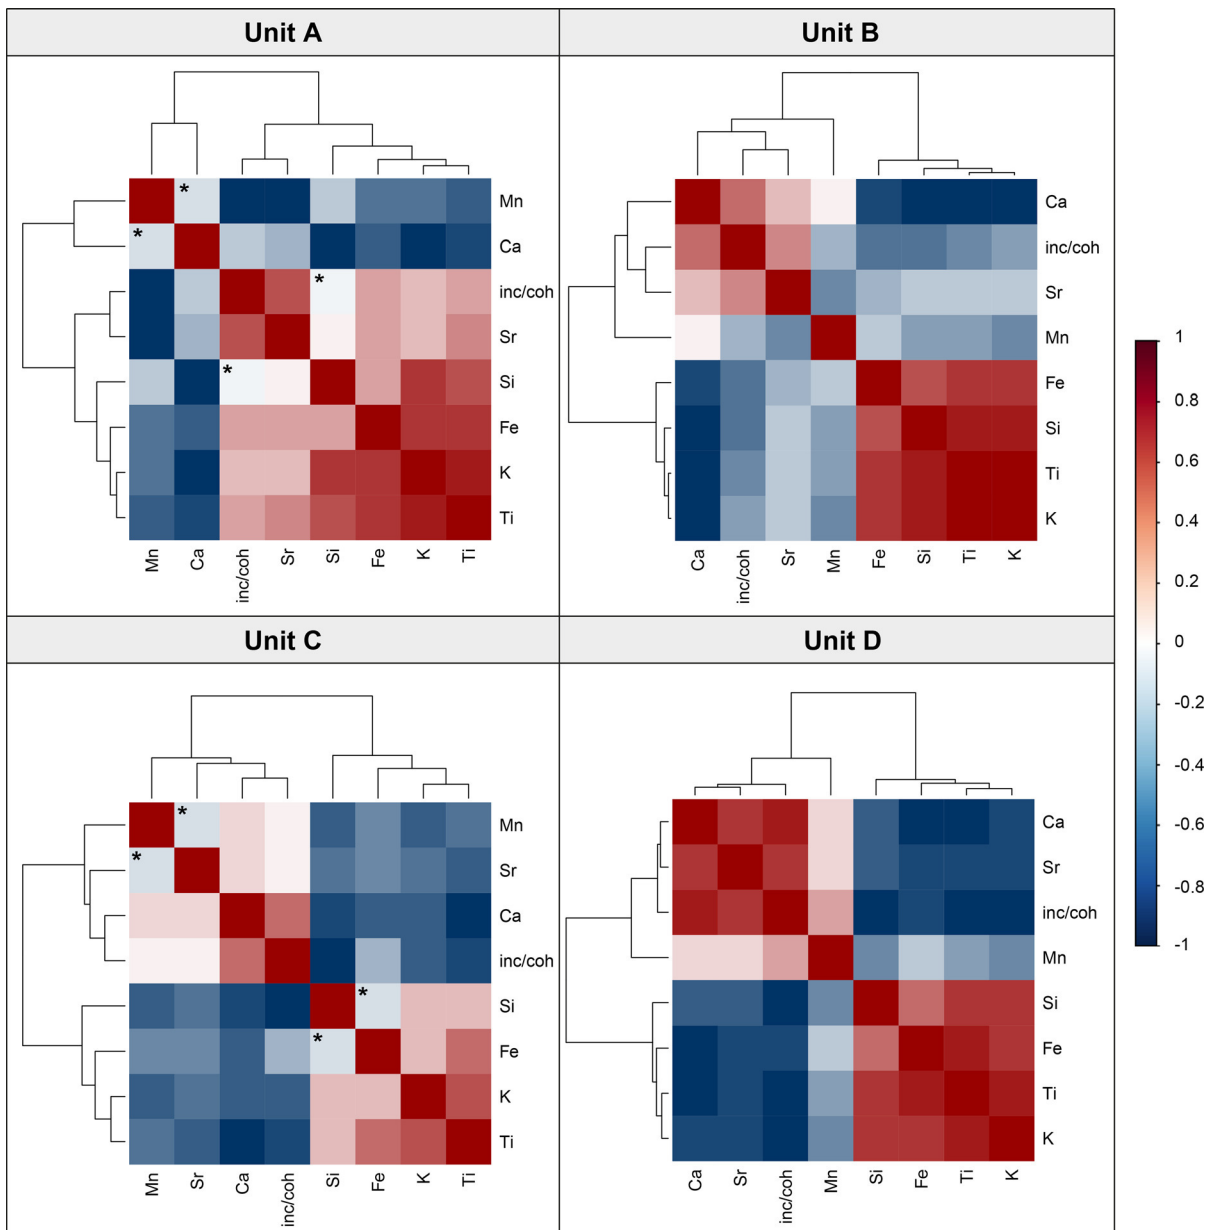 Unit A
Unit B
*
Mn
*
Ca
*
inc/coh
Sr
*
Si
Fe
K
Ti
Mn
Ca
inc/coh
Sr
Si
Fe
K
Ti
Ca
inc/coh
Sr
Mn
Fe
Si
Ti
K
Ca
inc/coh
Sr
Mn
Fe
Si
Ti
K
Unit C
Unit D
*
Mn
*
Sr
Ca
inc/coh
*
Si
*
Fe
K
Ti
Mn
Sr
Ca
inc/coh
Si
Fe
K
Ti
Ca
Sr
inc/coh
Mn
Si
Fe
Ti
K
Ca
Sr
inc/coh
Mn
Si
Fe
Ti
K
1
0.8
0.6
0.4
0.2
0
-0.2
-0.4
-0.6
-0.8
-1